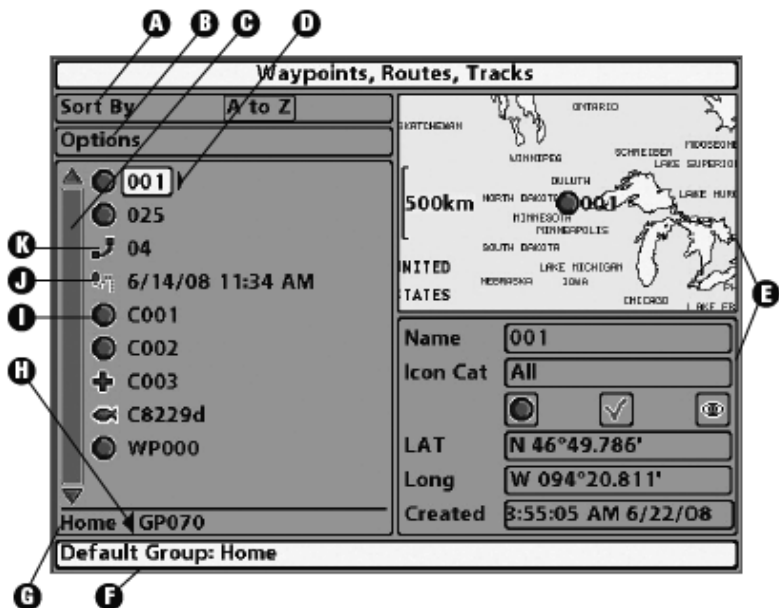 A B C D
Waypoints, Routes, Tracks
Sort By A to Z
Options
001
025
K 04
J 6/14/08 11:34 AM
I C001
C002
H C003
C8229d
WP000
Home GP070
Default Group: Home
G F
ONTARIO
WINNIPEG
SCHREIBER
LAKE SUPERIO
DULUTH
500km
NORTH DAKOTA
001
LAKE HUR
MINNESOTA
MINNEAPOLIS
SOUTH DAKOTA
NITED
LAKE MICHIGAN
NEBRASKA
IOWA
TATES
CHICAGO
E
Name 001
Icon Cat All
LAT N 46°49.786'
Long W 094°20.811'
Created 3:55:05 AM 6/22/08